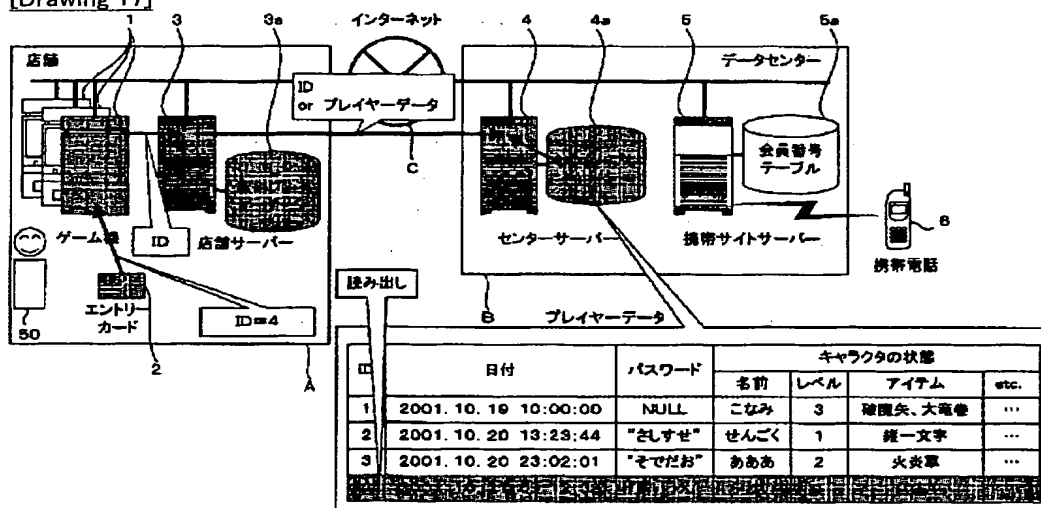 [Drawing 17]
1 3 3a インターネット 4 4a 5 5a
店舗
データセンター
ID
or プレイヤーデータ
会員番号
テーブル
C
ゲーム機
ID
店舗サーバー
センターサーバー
携帯サイトサーバー
6
携帯電話
読み出し
エントリ
カード
ID=4
50
2
A
B
プレイヤーデータ
ID 日付 パスワード キャラクタの状態
名前 レベル アイテム etc.
1 2001. 10. 19 10:00:00 NULL こなみ 3 破魔矢、大竜巻 …
2 2001. 10. 20 13:23:44 "さしすせ" せんごく 1 一文字 …
3 2001. 10. 20 23:02:01 "そでだお" あああ 2 火炎 …